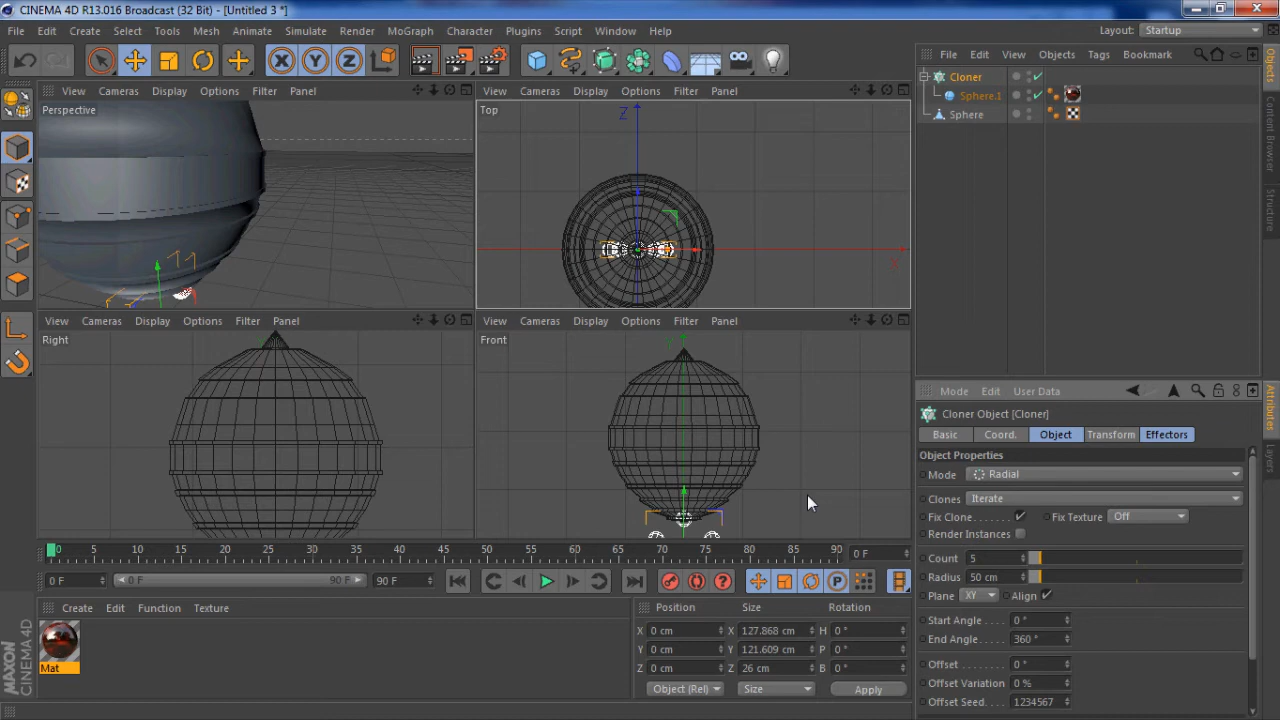 CINEMA 4D R13.016 Broadcast (32 Bit) - [Untitled 3 *]
File Edit Create Select Tools Mesh Animate Simulate Render MoGraph Character Plugins Script Window Help Layout: Startup
File Edit View Objects Tags Bookmark
Cloner
Sphere.1
Sphere
View Cameras Display Options Filter Panel
Perspective
View Cameras Display Options Filter Panel
Top
Z
X
View Cameras Display Options Filter Panel
Right
View Cameras Display Options Filter Panel
Front
Y
Objects
Content Browser
Structure
Mode Edit User Data
Cloner Object [Cloner]
Basic Coord. Object Transform Effectors
Object Properties
Mode Radial
Clones Iterate
Fix Clone Fix Texture Off
Render Instances
Count 5
Radius 50 cm
Plane XY Align
Start Angle 0 °
End Angle 360 °
Offset 0 °
Offset Variation 0 %
Offset Seed 1234567
Attributes
Layers
0 5 10 15 20 25 30 35 40 45 50 55 60 65 70 75 80 85 90 0 F
0 F 0 F 90 F 90 F
Create Edit Function Texture
Mat
Position Size Rotation
X 0 cm X 127.868 cm H 0 °
Y 0 cm Y 121.609 cm P 0 °
Z 0 cm Z 26 cm B 0 °
Object (Rel) Size Apply
MAXON CINEMA 4D